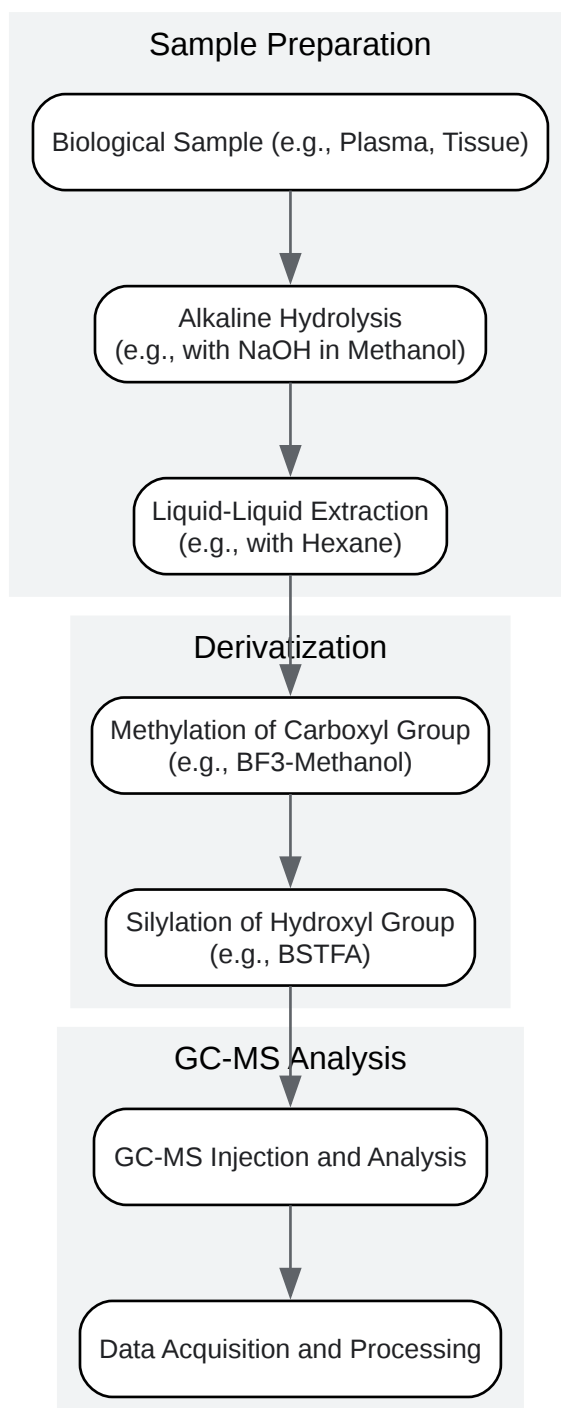 Sample Preparation
Biological Sample (e.g., Plasma, Tissue)
Alkaline Hydrolysis
(e.g., with NaOH in Methanol)
Liquid-Liquid Extraction
(e.g., with Hexane)
Derivatization
Methylation of Carboxyl Group
(e.g., BF3-Methanol)
Silylation of Hydroxyl Group
(e.g., BSTFA)
GC-MS Analysis
GC-MS Injection and Analysis
Data Acquisition and Processing